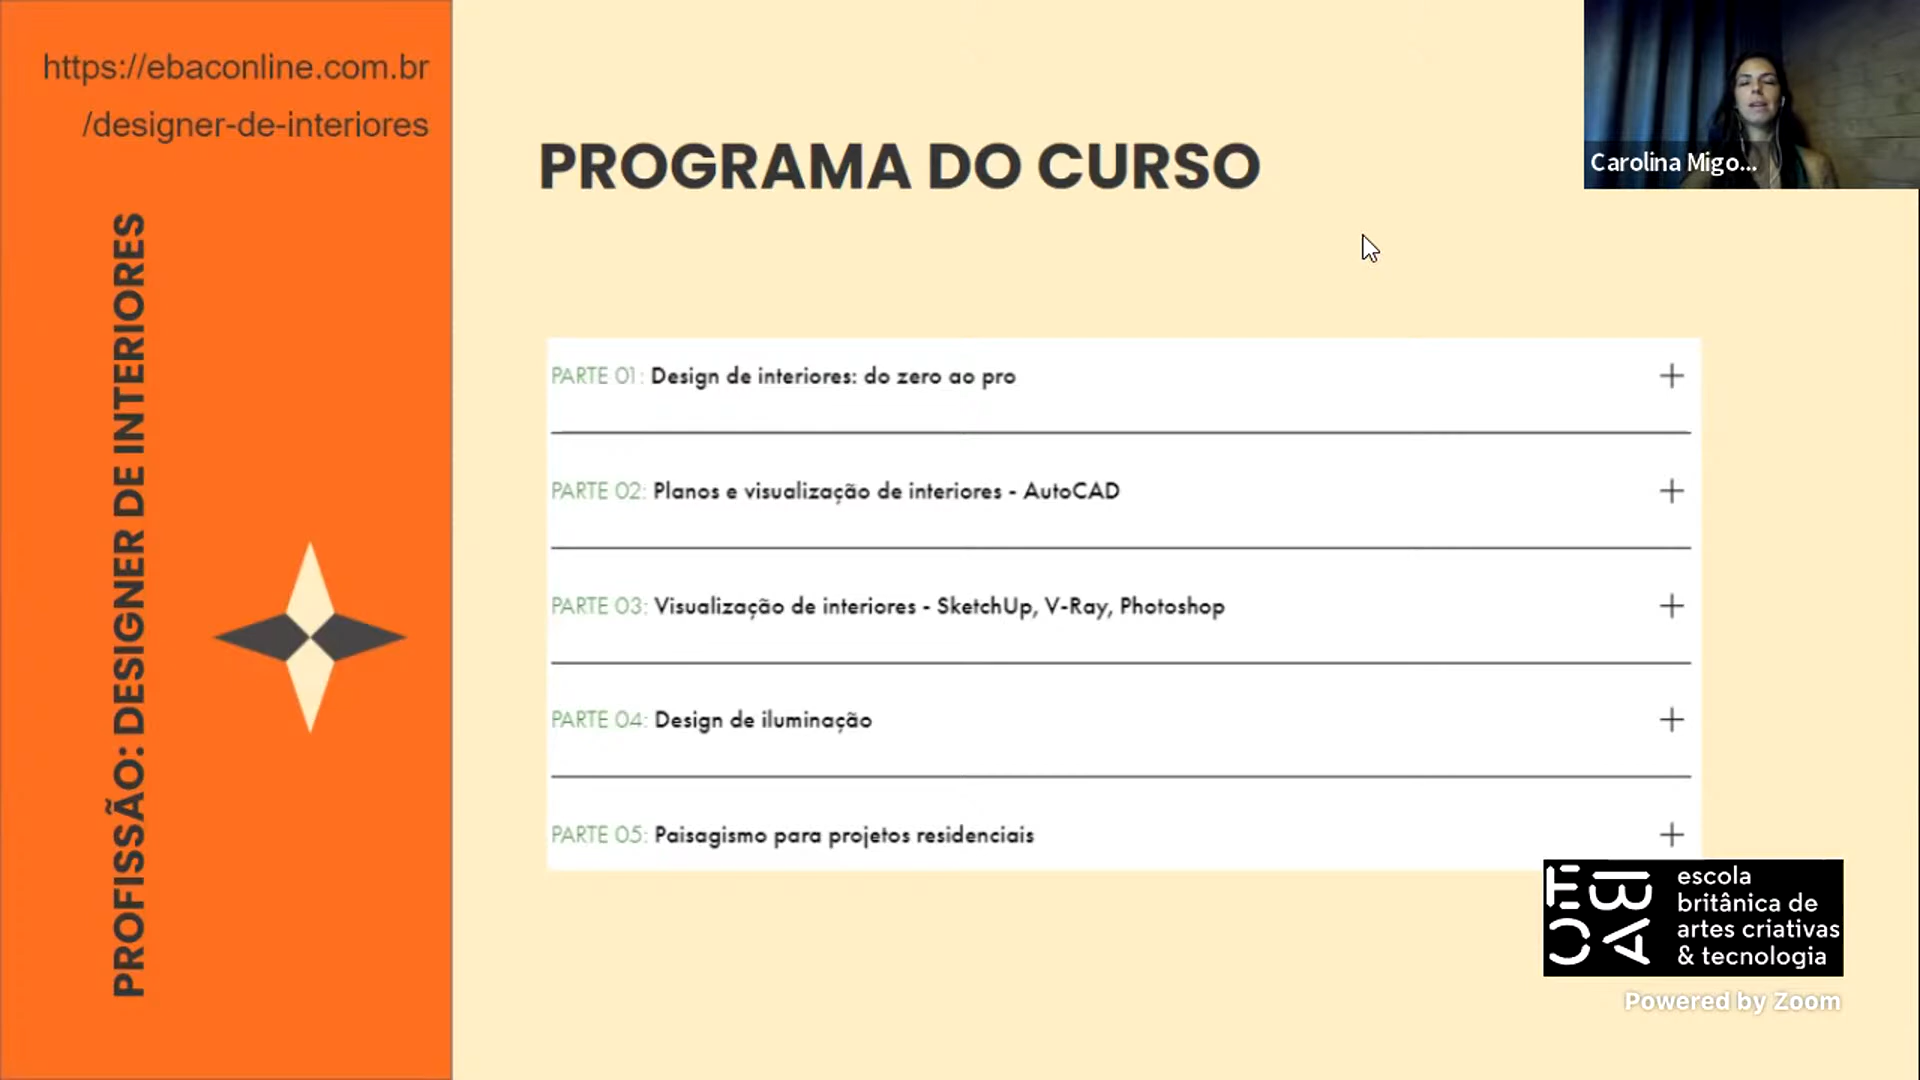 https://ebaconline.com.br
/designer-de-interiores
PROFISSÃO: DESIGNER DE INTERIORES
PROGRAMA DO CURSO
Carolina Migo...
PARTE 01: Design de interiores: do zero ao pro
PARTE 02: Planos e visualização de interiores - AutoCAD
PARTE 03: Visualização de interiores - SketchUp, V-Ray, Photoshop
PARTE 04: Design de iluminação
PARTE 05: Paisagismo para projetos residenciais
EBAC
escola
britânica de
artes criativas
& tecnologia
Powered by Zoom